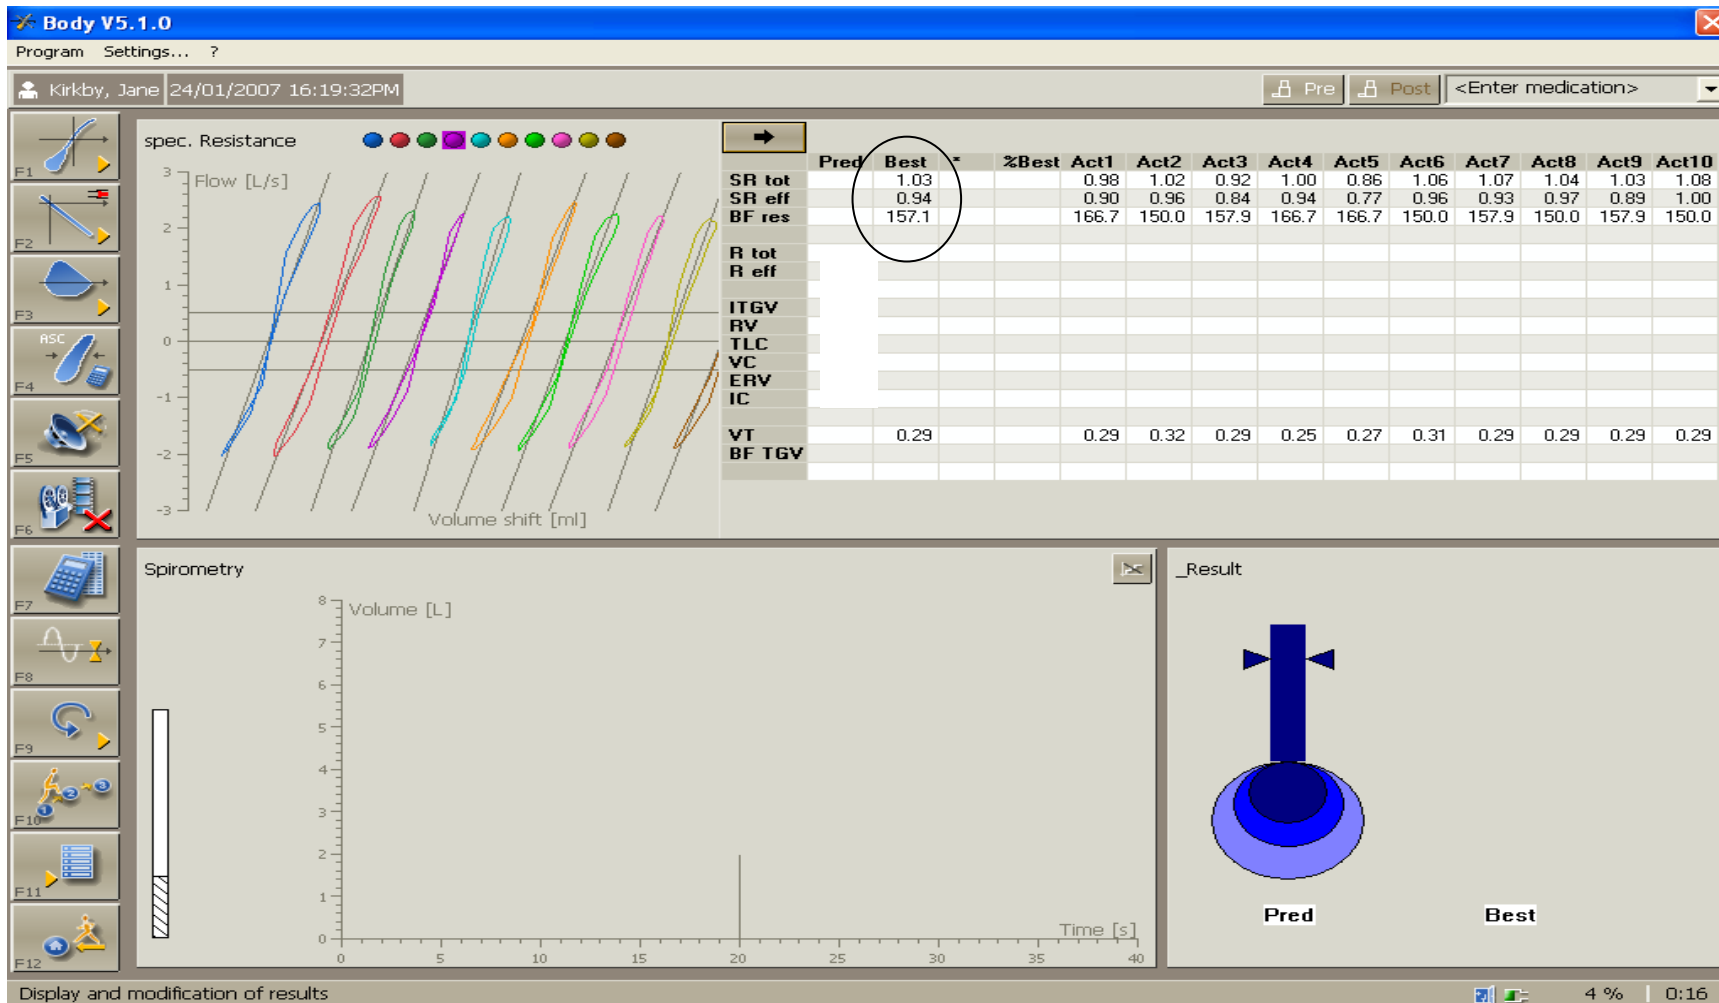 Body V5.1.0
Program Settings... ?
Kirkby, Jane 24/01/2007 16:19:32PM Pre Post <Enter medication>
F1
F2
F3
ASC
F4
F5
F6
F7
F8
F9
1 2 3
F10
F11
F12
spec. Resistance
Flow [L/s]
3
2
1
0
-1
-2
-3
Volume shift [ml]
Pred Best * %Best Act1 Act2 Act3 Act4 Act5 Act6 Act7 Act8 Act9 Act10
SR tot 1.03 0.98 1.02 0.92 1.00 0.86 1.06 1.07 1.04 1.03 1.08
SR eff 0.94 0.90 0.96 0.84 0.94 0.77 0.96 0.93 0.97 0.89 1.00
BF res 157.1 166.7 150.0 157.9 166.7 166.7 150.0 157.9 150.0 157.9 150.0
R tot
R eff
ITGV
RV
TLC
VC
ERV
IC
VT 0.29 0.29 0.32 0.29 0.25 0.27 0.31 0.29 0.29 0.29 0.29
BF TGV
Spirometry
Volume [L]
8
7
6
5
4
3
2
1
0
0 5 10 15 20 25 30 35 40
Time [s]
_Result
Pred Best
Display and modification of results 4 % 0:16